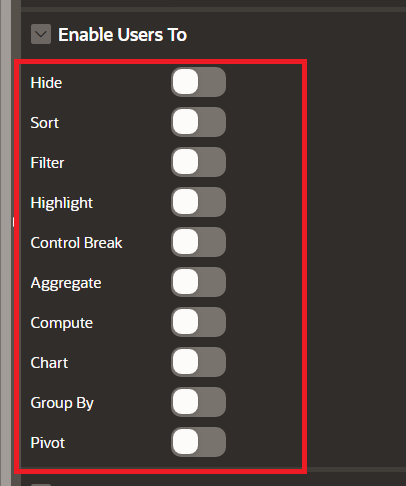 Enable Users To
Hide
Sort
Filter
Highlight
Control Break
Aggregate
Compute
Chart
Group By
Pivot